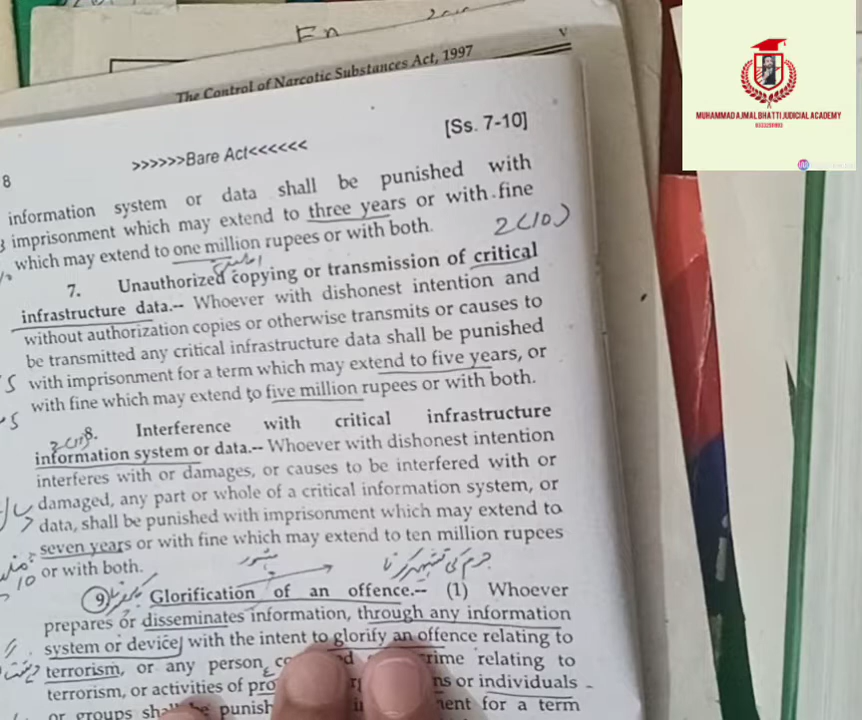 En
The Control of Narcotic Substances Act, 1997
V
MUHAMMAD AJMAL BHATTI JUDICIAL ACADEMY
8
>>>>>>Bare Act<<<<<<
[Ss. 7-10]
information system or data shall be punished with
imprisonment which may extend to three years or with fine
which may extend to one million rupees or with both.
2(10)
7. Unauthorized copying or transmission of critical
infrastructure data.-- Whoever with dishonest intention and
without authorization copies or otherwise transmits or causes to
be transmitted any critical infrastructure data shall be punished
with imprisonment for a term which may extend to five years, or
with fine which may extend to five million rupees or with both.
8. Interference with critical infrastructure
information system or data.-- Whoever with dishonest intention
interferes with or damages, or causes to be interfered with or
damaged, any part or whole of a critical information system, or
data, shall be punished with imprisonment which may extend to
seven years or with fine which may extend to ten million rupees
or with both.
10
جرم کی تشہیر کرنا
9. Glorification of an offence.-- (1) Whoever
prepares or disseminates information, through any information
system or device, with the intent to glorify an offence relating to
terrorism, or any person crime relating to
terrorism, or activities of or individuals
or groups punish for a term